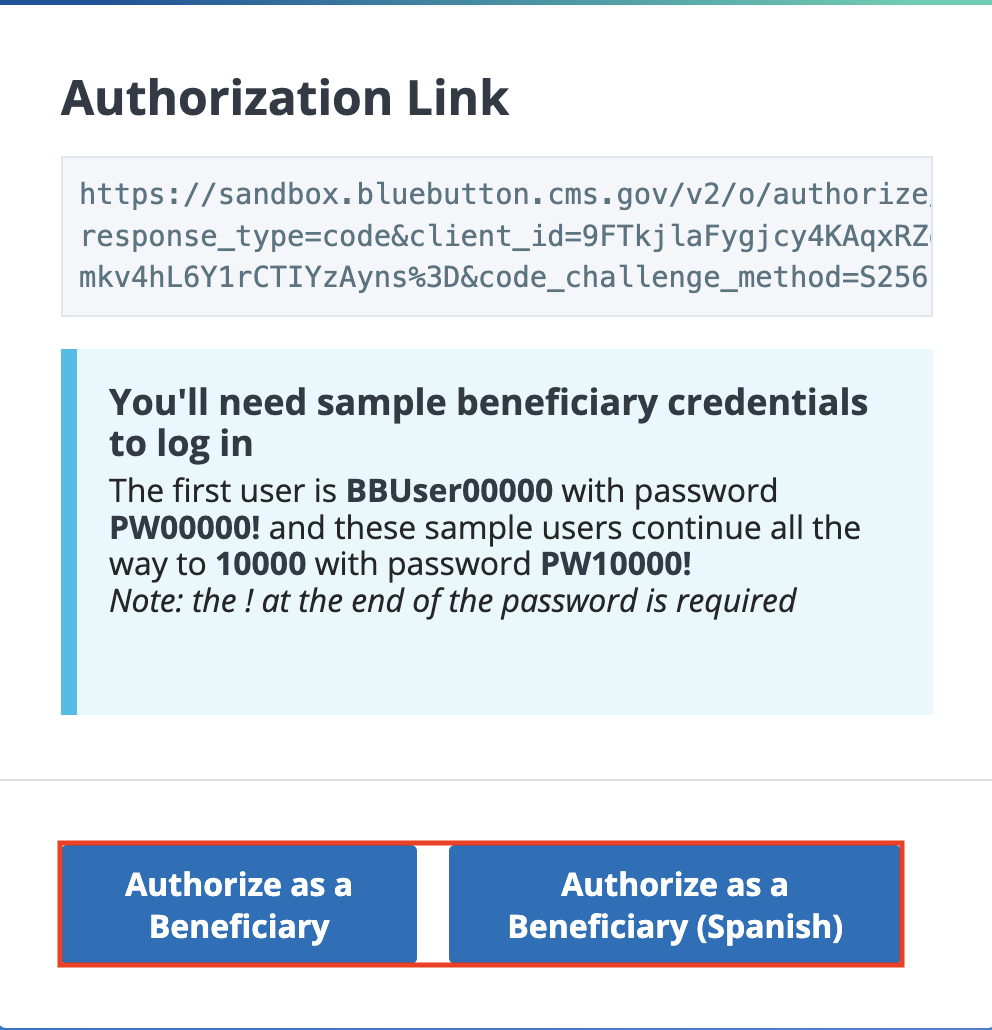 Authorization Link
https://sandbox.bluebutton.cms.gov/v2/o/authorize
response_type=code&client_id=9FTkjlaFygjcy4KAqxRZ
mkv4hL6Y1rCTIYzAyns%3D&code_challenge_method=S256
You'll need sample beneficiary credentials
to log in
The first user is BBUser00000 with password
PW00000! and these sample users continue all the
way to 10000 with password PW10000!
Note: the ! at the end of the password is required
Authorize as a
Beneficiary
Authorize as a
Beneficiary (Spanish)